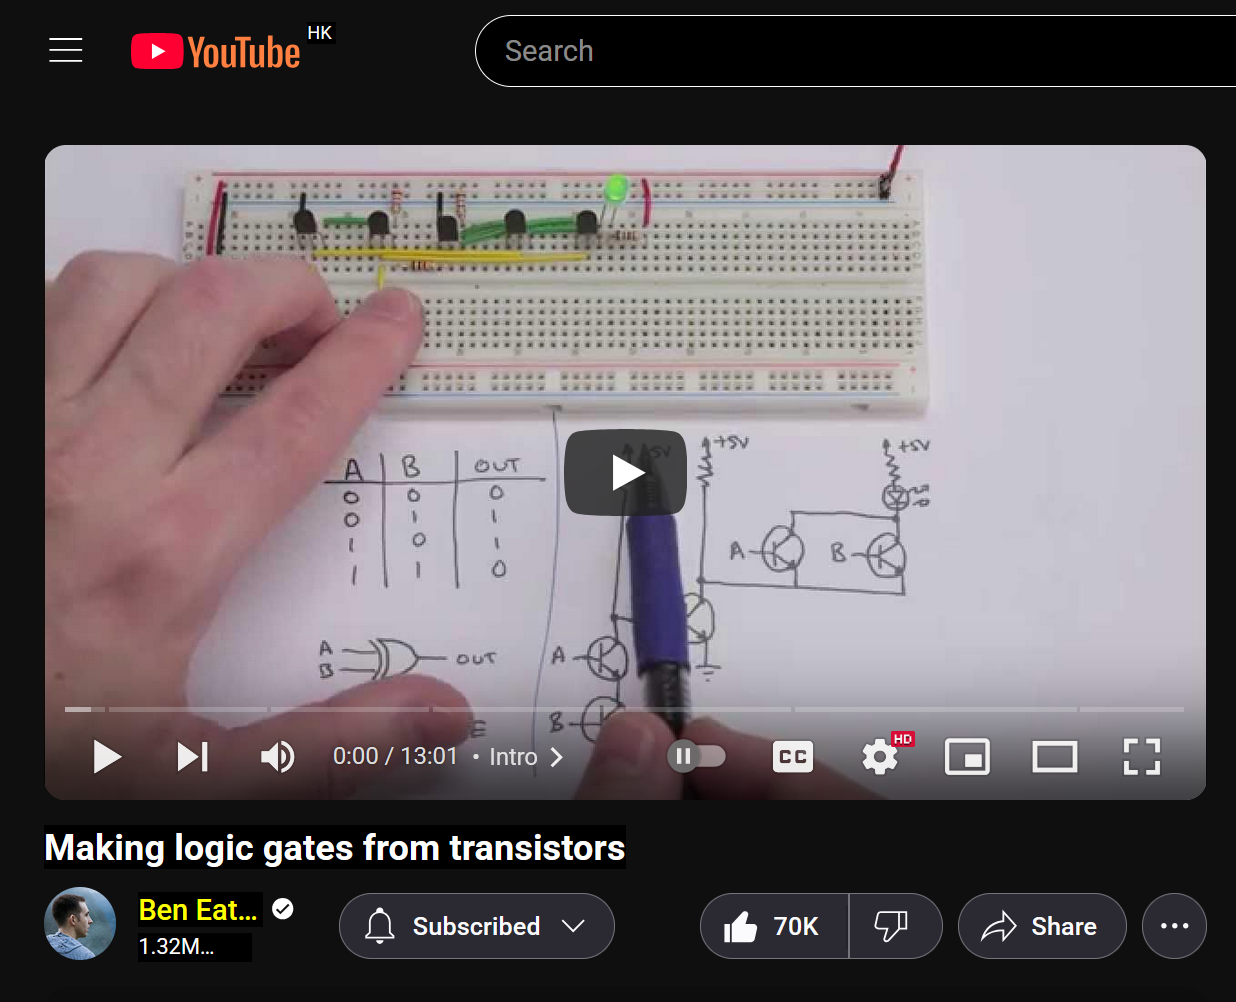 YouTube HK
Search
A B OUT
0 0 0
0 1 1
1 0 1
1 1 0
5V
+5V
+5V
A
B
A
B
OUT
A
B
0:00 / 13:01 • Intro
CC
HD
Making logic gates from transistors
Ben Eat...
1.32M...
Subscribed
70K
Share